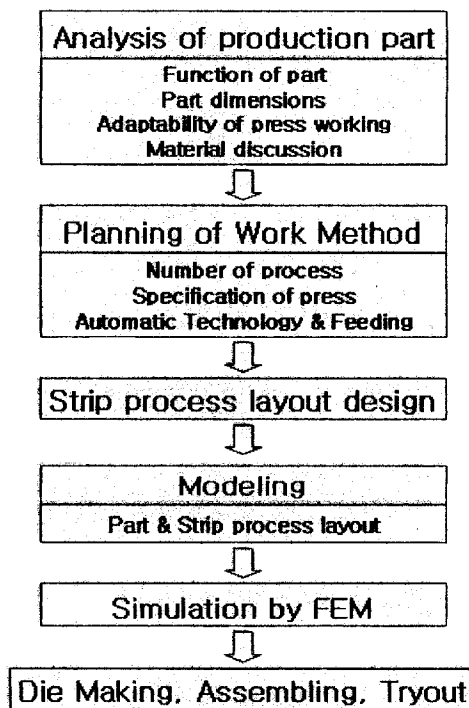 Analysis of production part
Function of part
Part dimensions
Adaptability of press working
Material discussion
Planning of Work Method
Number of process
Specification of press
Automatic Technology & Feeding
Strip process layout design
Modeling
Part & Strip process layout
Simulation by FEM
Die Making, Assembling, Tryout